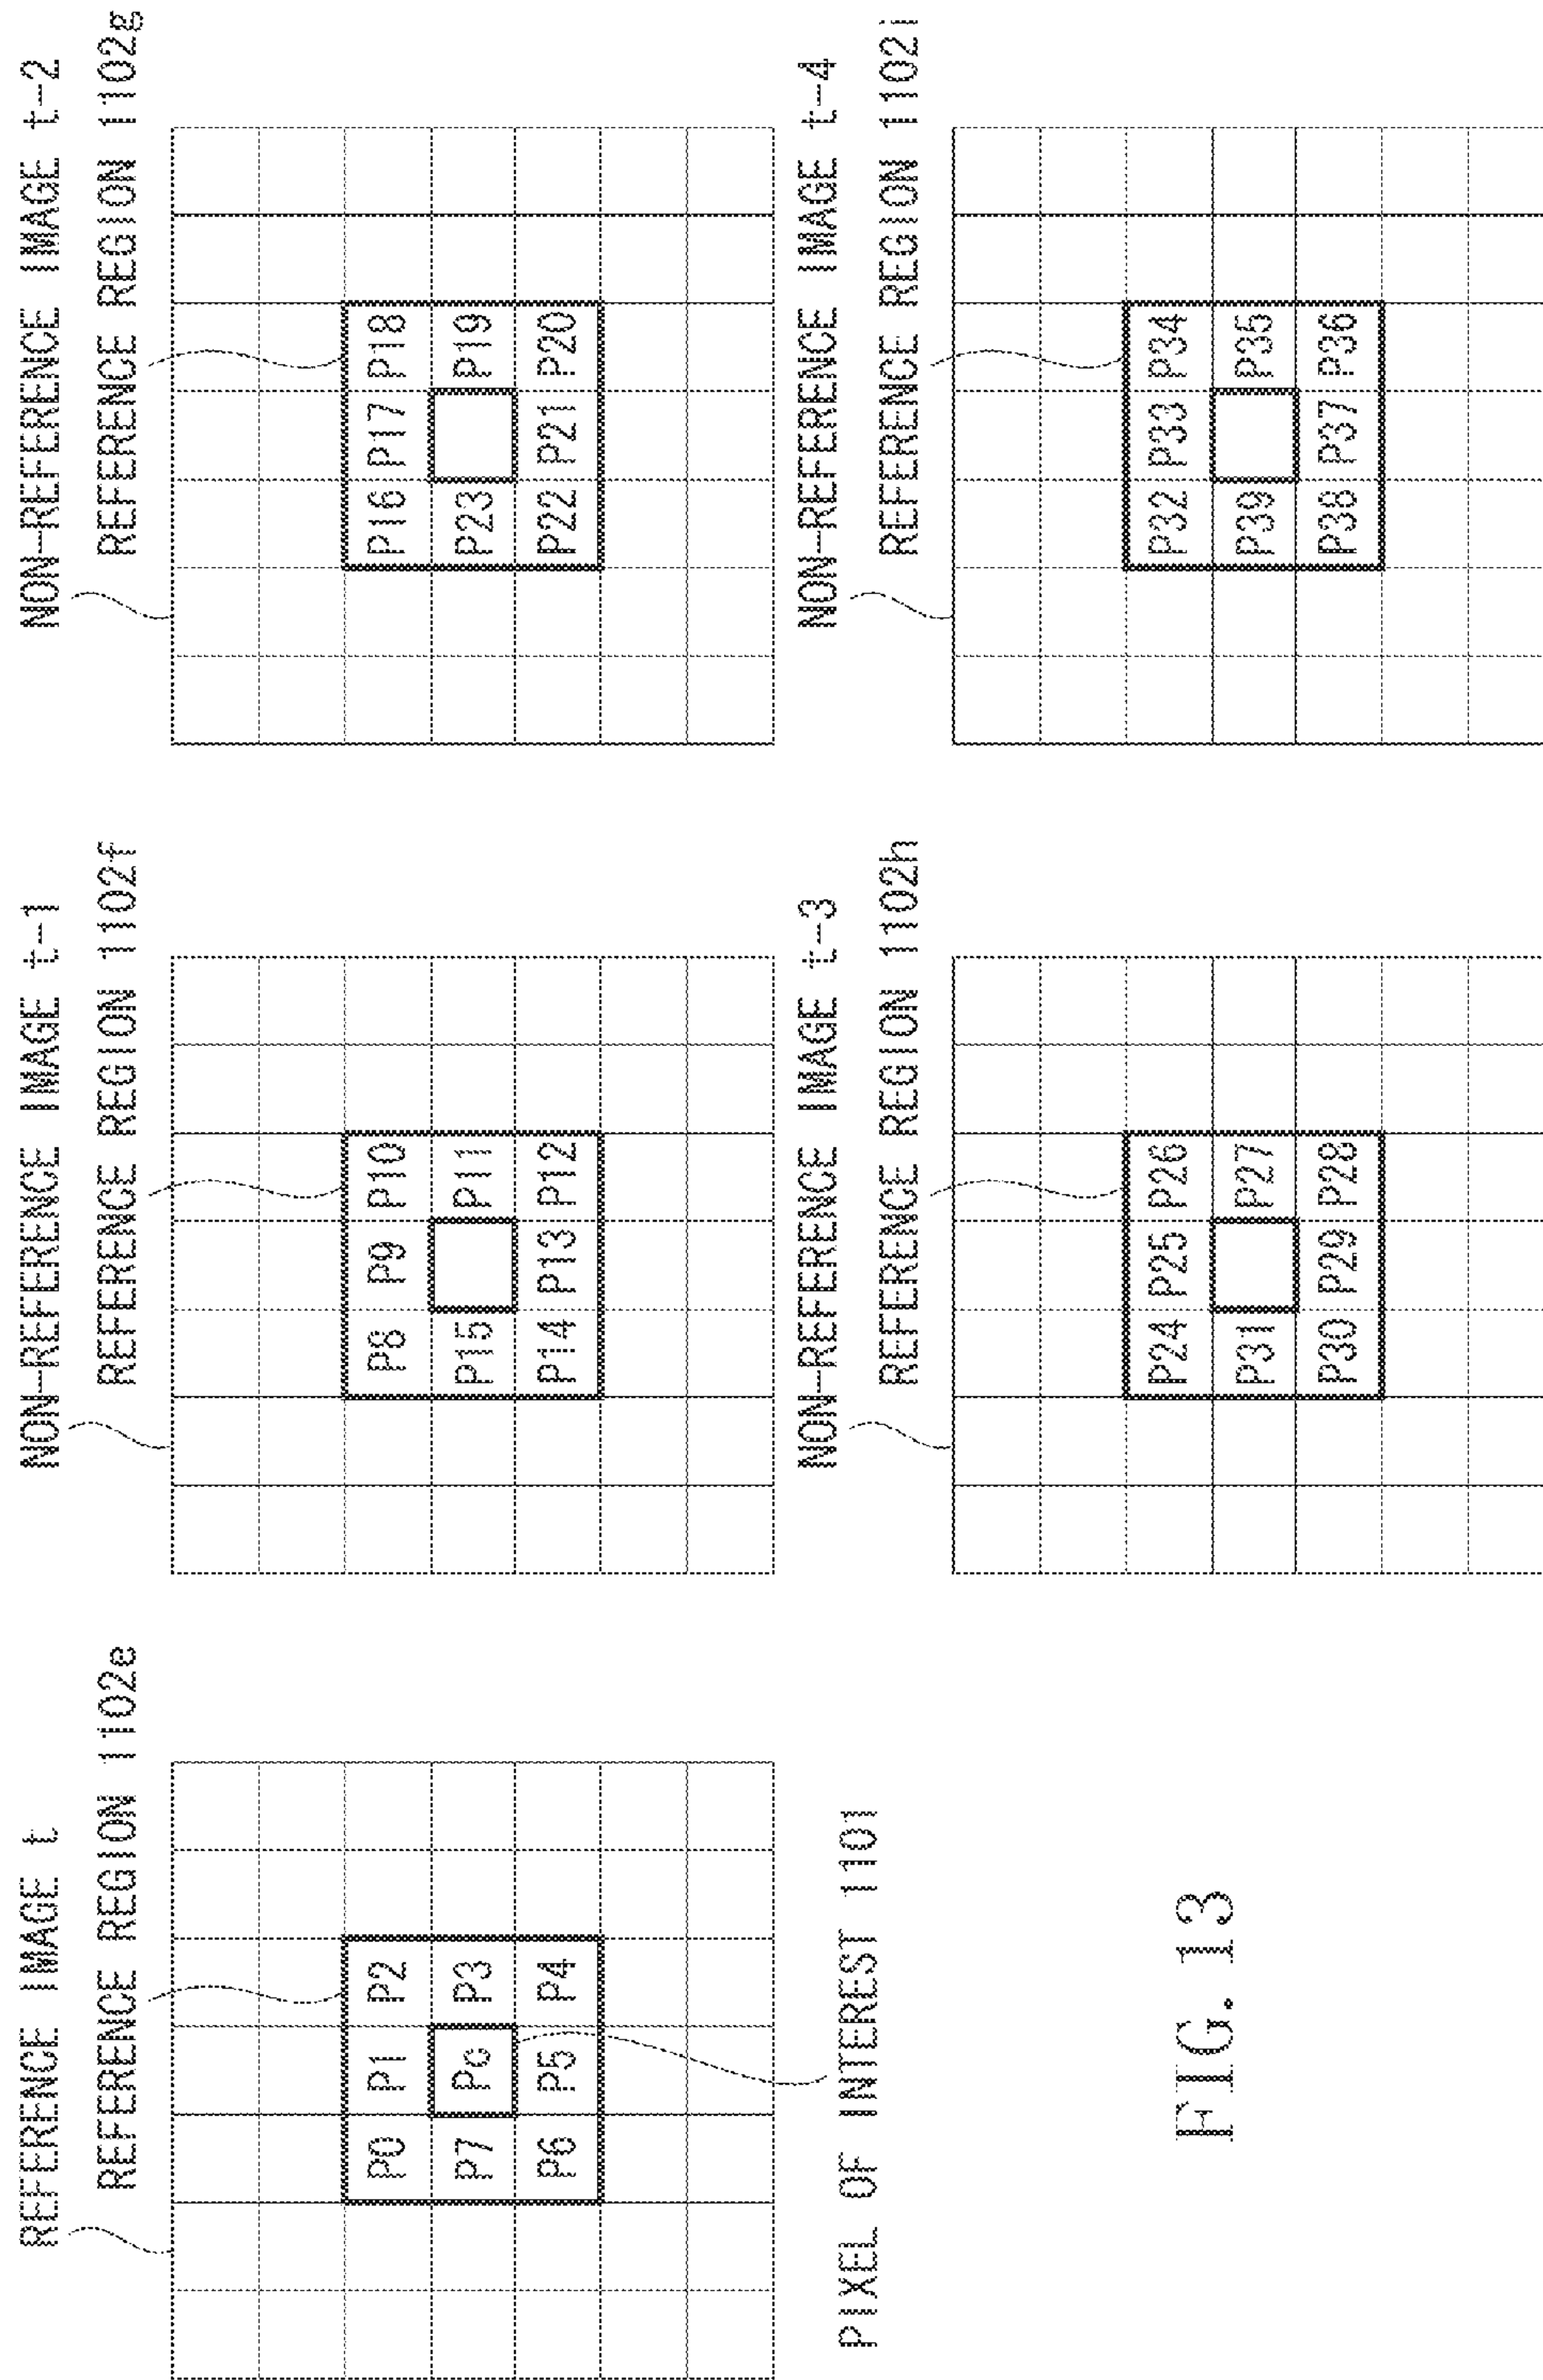 REFERENCE IMAGE t
REFERENCE REGION 1102e
P0 P1 P2
P7 Pc P3
P6 P5 P4
PIXEL OF INTEREST 1101
NON-REFERENCE IMAGE t-1
REFERENCE REGION 1102f
P8 P9 P10
P15 P11
P14 P13 P12
NON-REFERENCE IMAGE t-2
REFERENCE REGION 1102g
P16 P17 P18
P23 P19
P22 P21 P20
NON-REFERENCE IMAGE t-3
REFERENCE REGION 1102h
P24 P25 P26
P31 P27
P30 P29 P28
NON-REFERENCE IMAGE t-4
REFERENCE REGION 1102i
P32 P33 P34
P39 P35
P38 P37 P36
FIG. 13